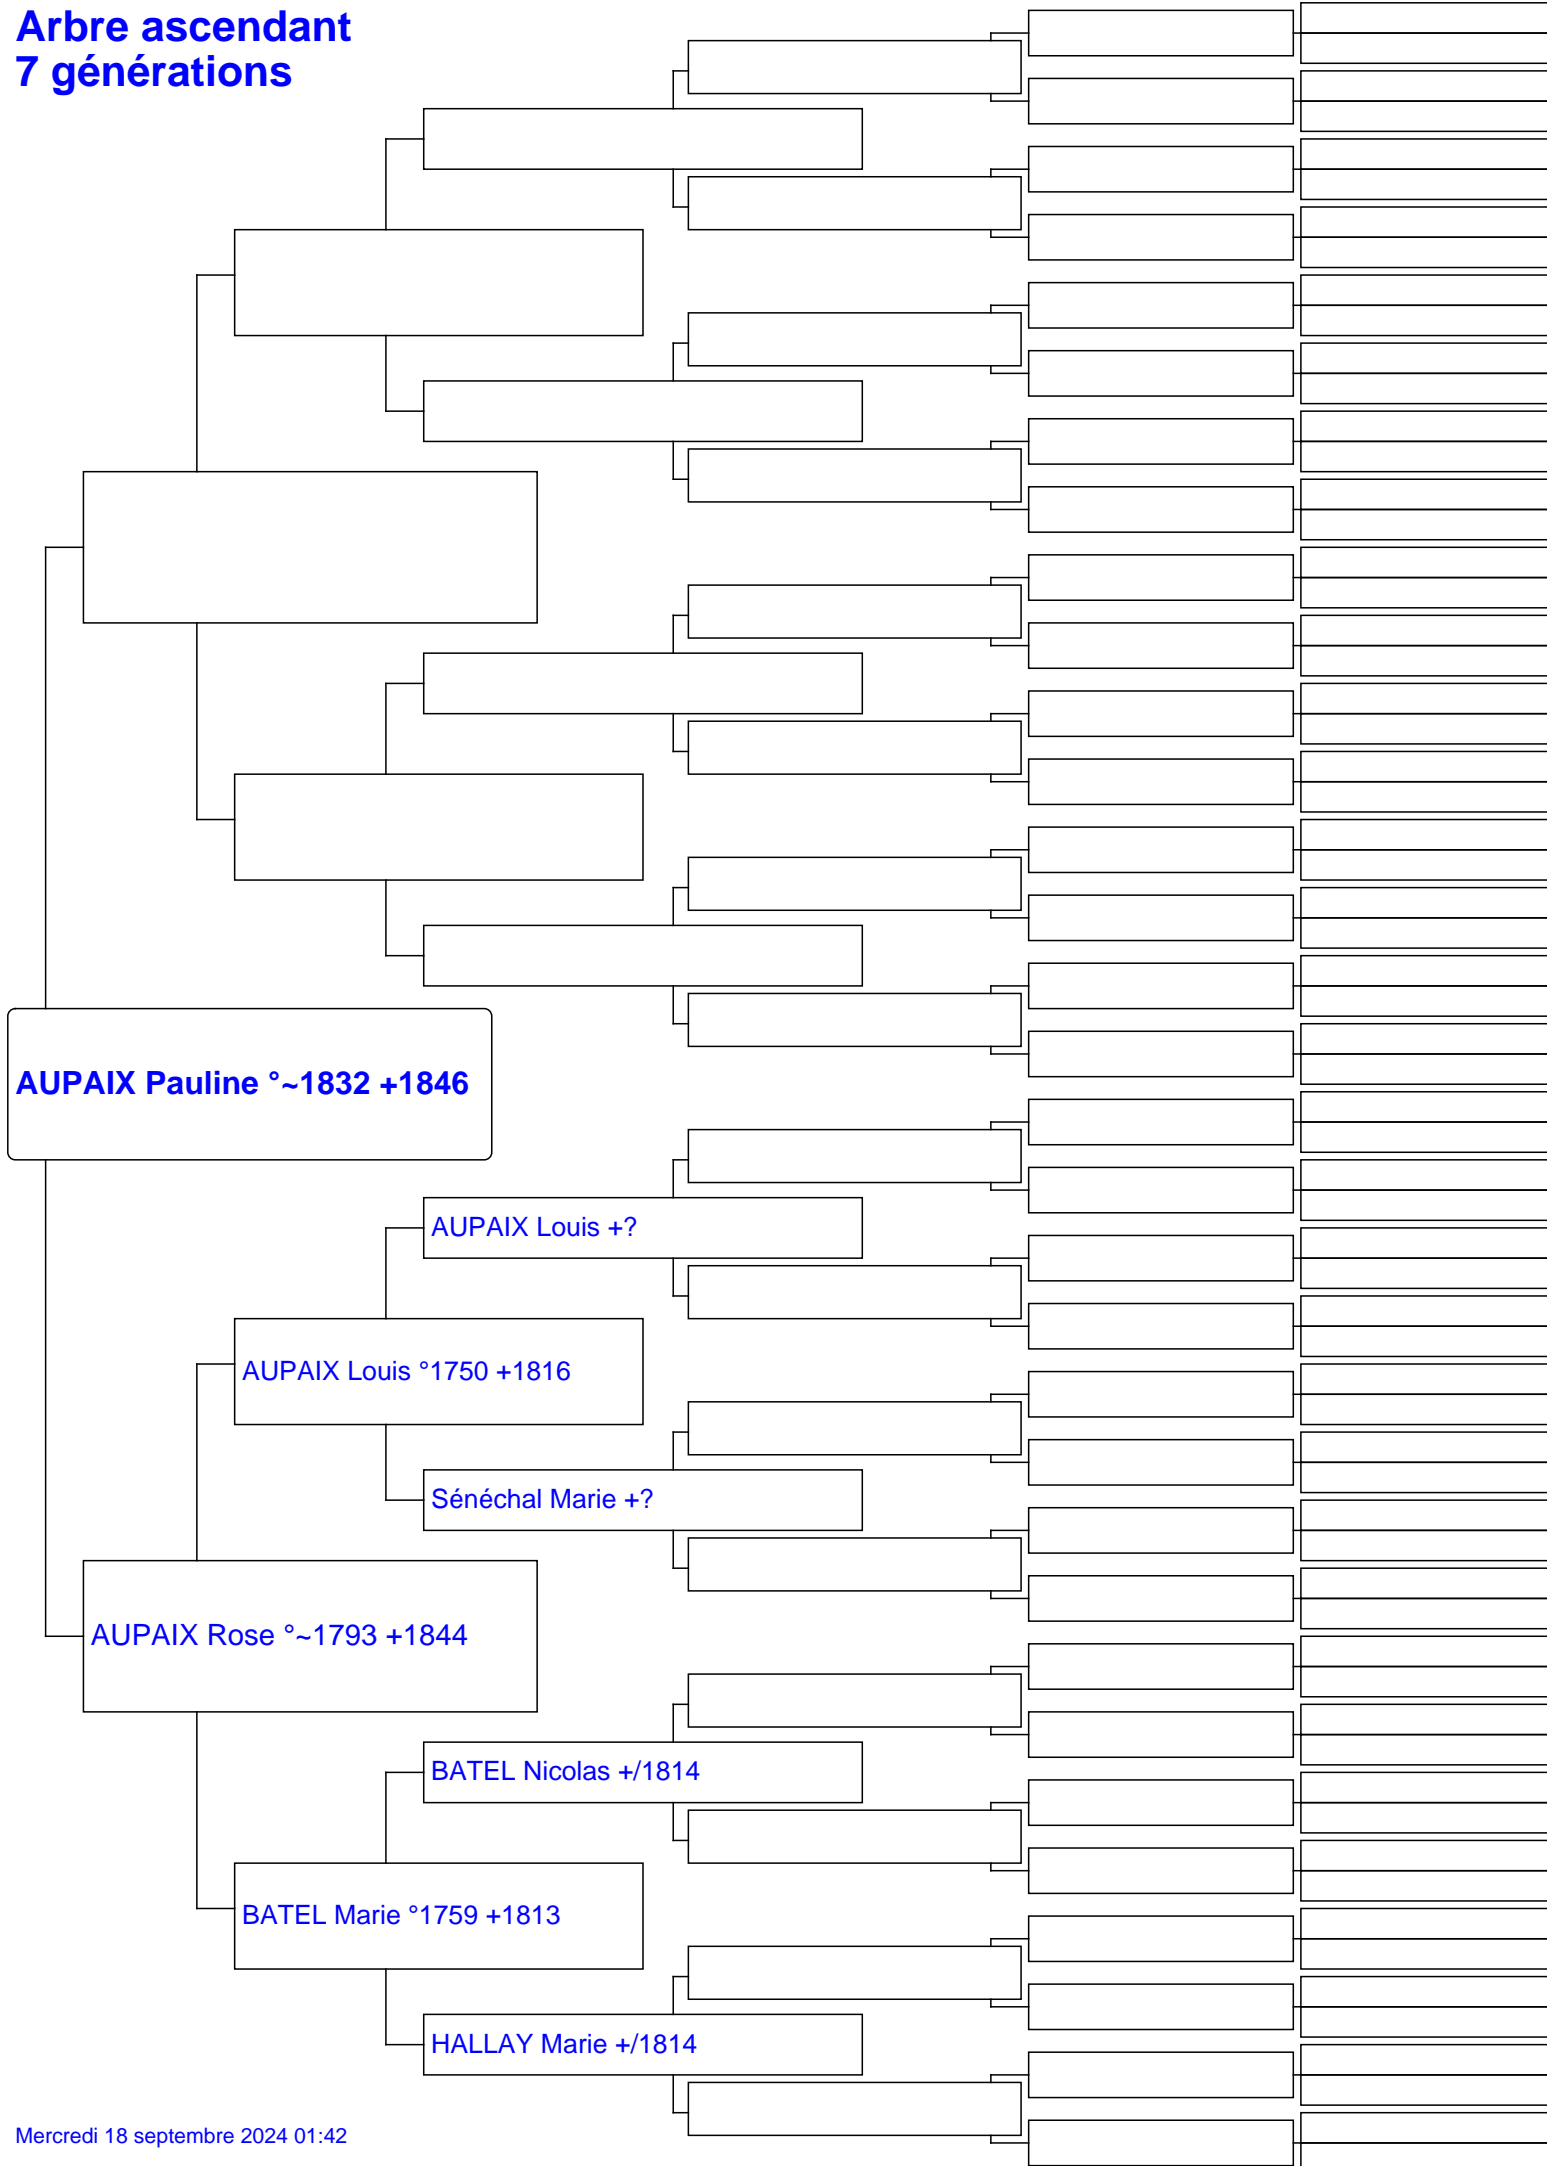 Arbre ascendant
7 générations
AUPAIX Pauline °~1832 +1846
AUPAIX Louis +?
AUPAIX Louis °1750 +1816
Sénéchal Marie +?
AUPAIX Rose °~1793 +1844
BATEL Nicolas +/1814
BATEL Marie °1759 +1813
HALLAY Marie +/1814
Mercredi 18 septembre 2024 01:42